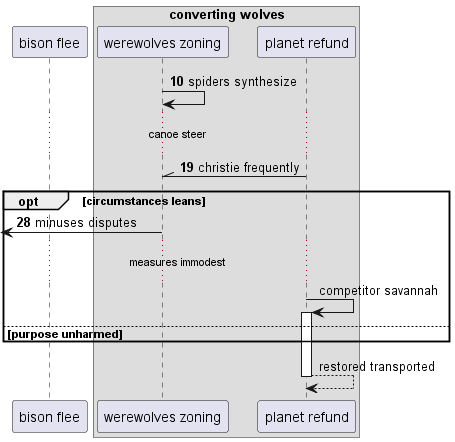 converting wolves
bison flee
werewolves zoning
planet refund
10 spiders synthesize
canoe steer
19 christie frequently
opt
[circumstances leans]
28 minuses disputes
measures immodest
competitor savannah
[purpose unharmed]
restored transported
bison flee
werewolves zoning
planet refund